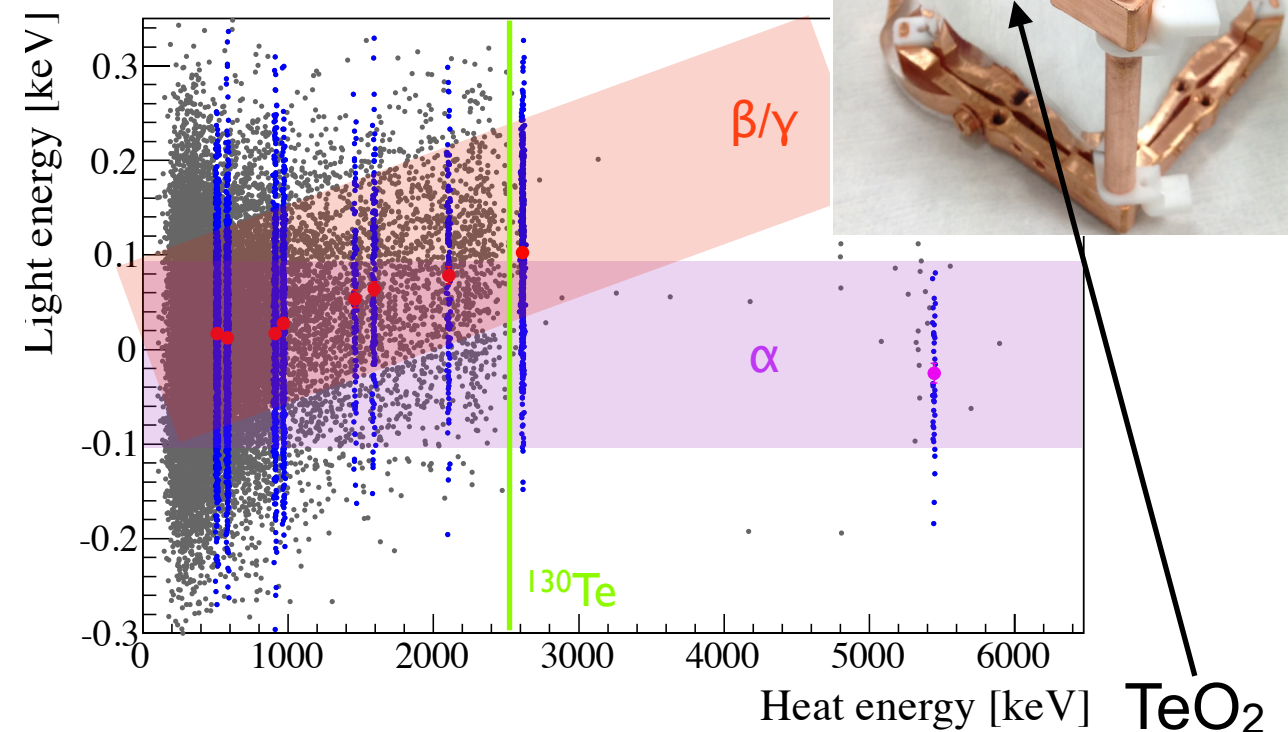 Light energy [keV]
0.3
0.2
0.1
0
-0.1
-0.2
-0.3
β/γ
α
¹³⁰Te
0 1000 2000 3000 4000 5000 6000
Heat energy [keV]
TeO₂